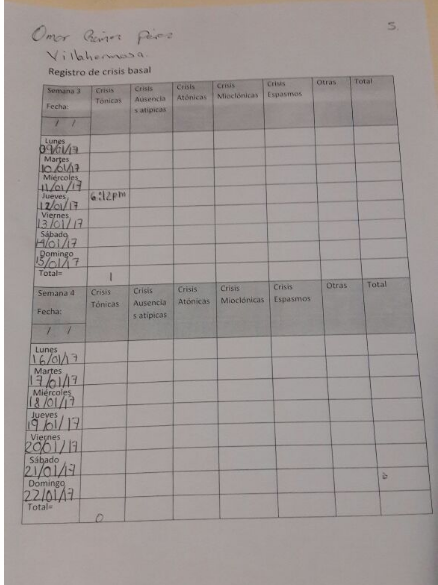 5
Omar
Villahermosa
Registro de crisis basal
Semana 3 Crisis Tónicas Crisis Ausencia s atípicas Crisis Atónicas Crisis Mioclónicas Crisis Espasmos Otras Total
Fecha:
/ /
Lunes
09/01/17
Martes
10/01/17
Miércoles
11/01/17
Jueves 6:12pm
12/01/17
Viernes
13/01/17
Sábado
14/01/17
Domingo
15/01/17
Total= 1
Semana 4 Crisis Tónicas Crisis Ausencia s atípicas Crisis Atónicas Crisis Mioclónicas Crisis Espasmos Otras Total
Fecha:
/ /
Lunes
16/01/17
Martes
17/01/17
Miércoles
18/01/17
Jueves
19/01/17
Viernes
20/01/17
Sábado
21/01/17
Domingo
22/01/17
Total= 0